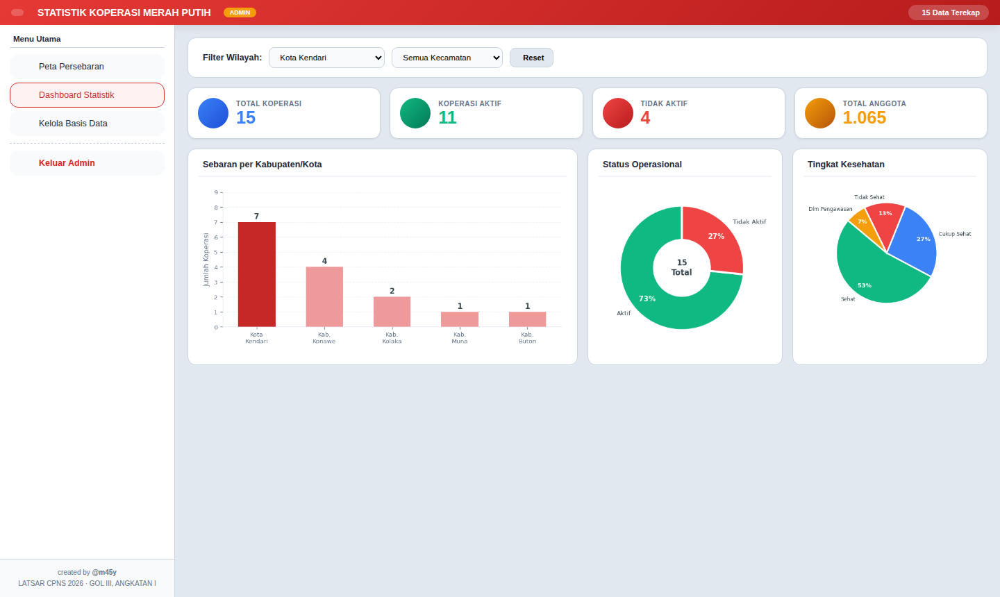 STATISTIK KOPERASI MERAH PUTIH
ADMIN
15 Data Terekap
Menu Utama
Peta Persebaran
Dashboard Statistik
Kelola Basis Data
Keluar Admin
created by @m45y
LATSAR CPNS 2026 · GOL III, ANGKATAN I
Filter Wilayah:
Kota Kendari
Semua Kecamatan
Reset
TOTAL KOPERASI
15
KOPERASI AKTIF
11
TIDAK AKTIF
4
TOTAL ANGGOTA
1.065
Sebaran per Kabupaten/Kota
Jumlah Koperasi
9
8
7
6
5
4
3
2
1
0
7
4
2
1
1
Kota
Kendari
Kab.
Konawe
Kab.
Kolaka
Kab.
Muna
Kab.
Buton
Status Operasional
Tidak Aktif
27%
15
Total
73%
Aktif
Tingkat Kesehatan
Tidak Sehat
Dlm Pengawasan
13%
7%
Cukup Sehat
27%
53%
Sehat